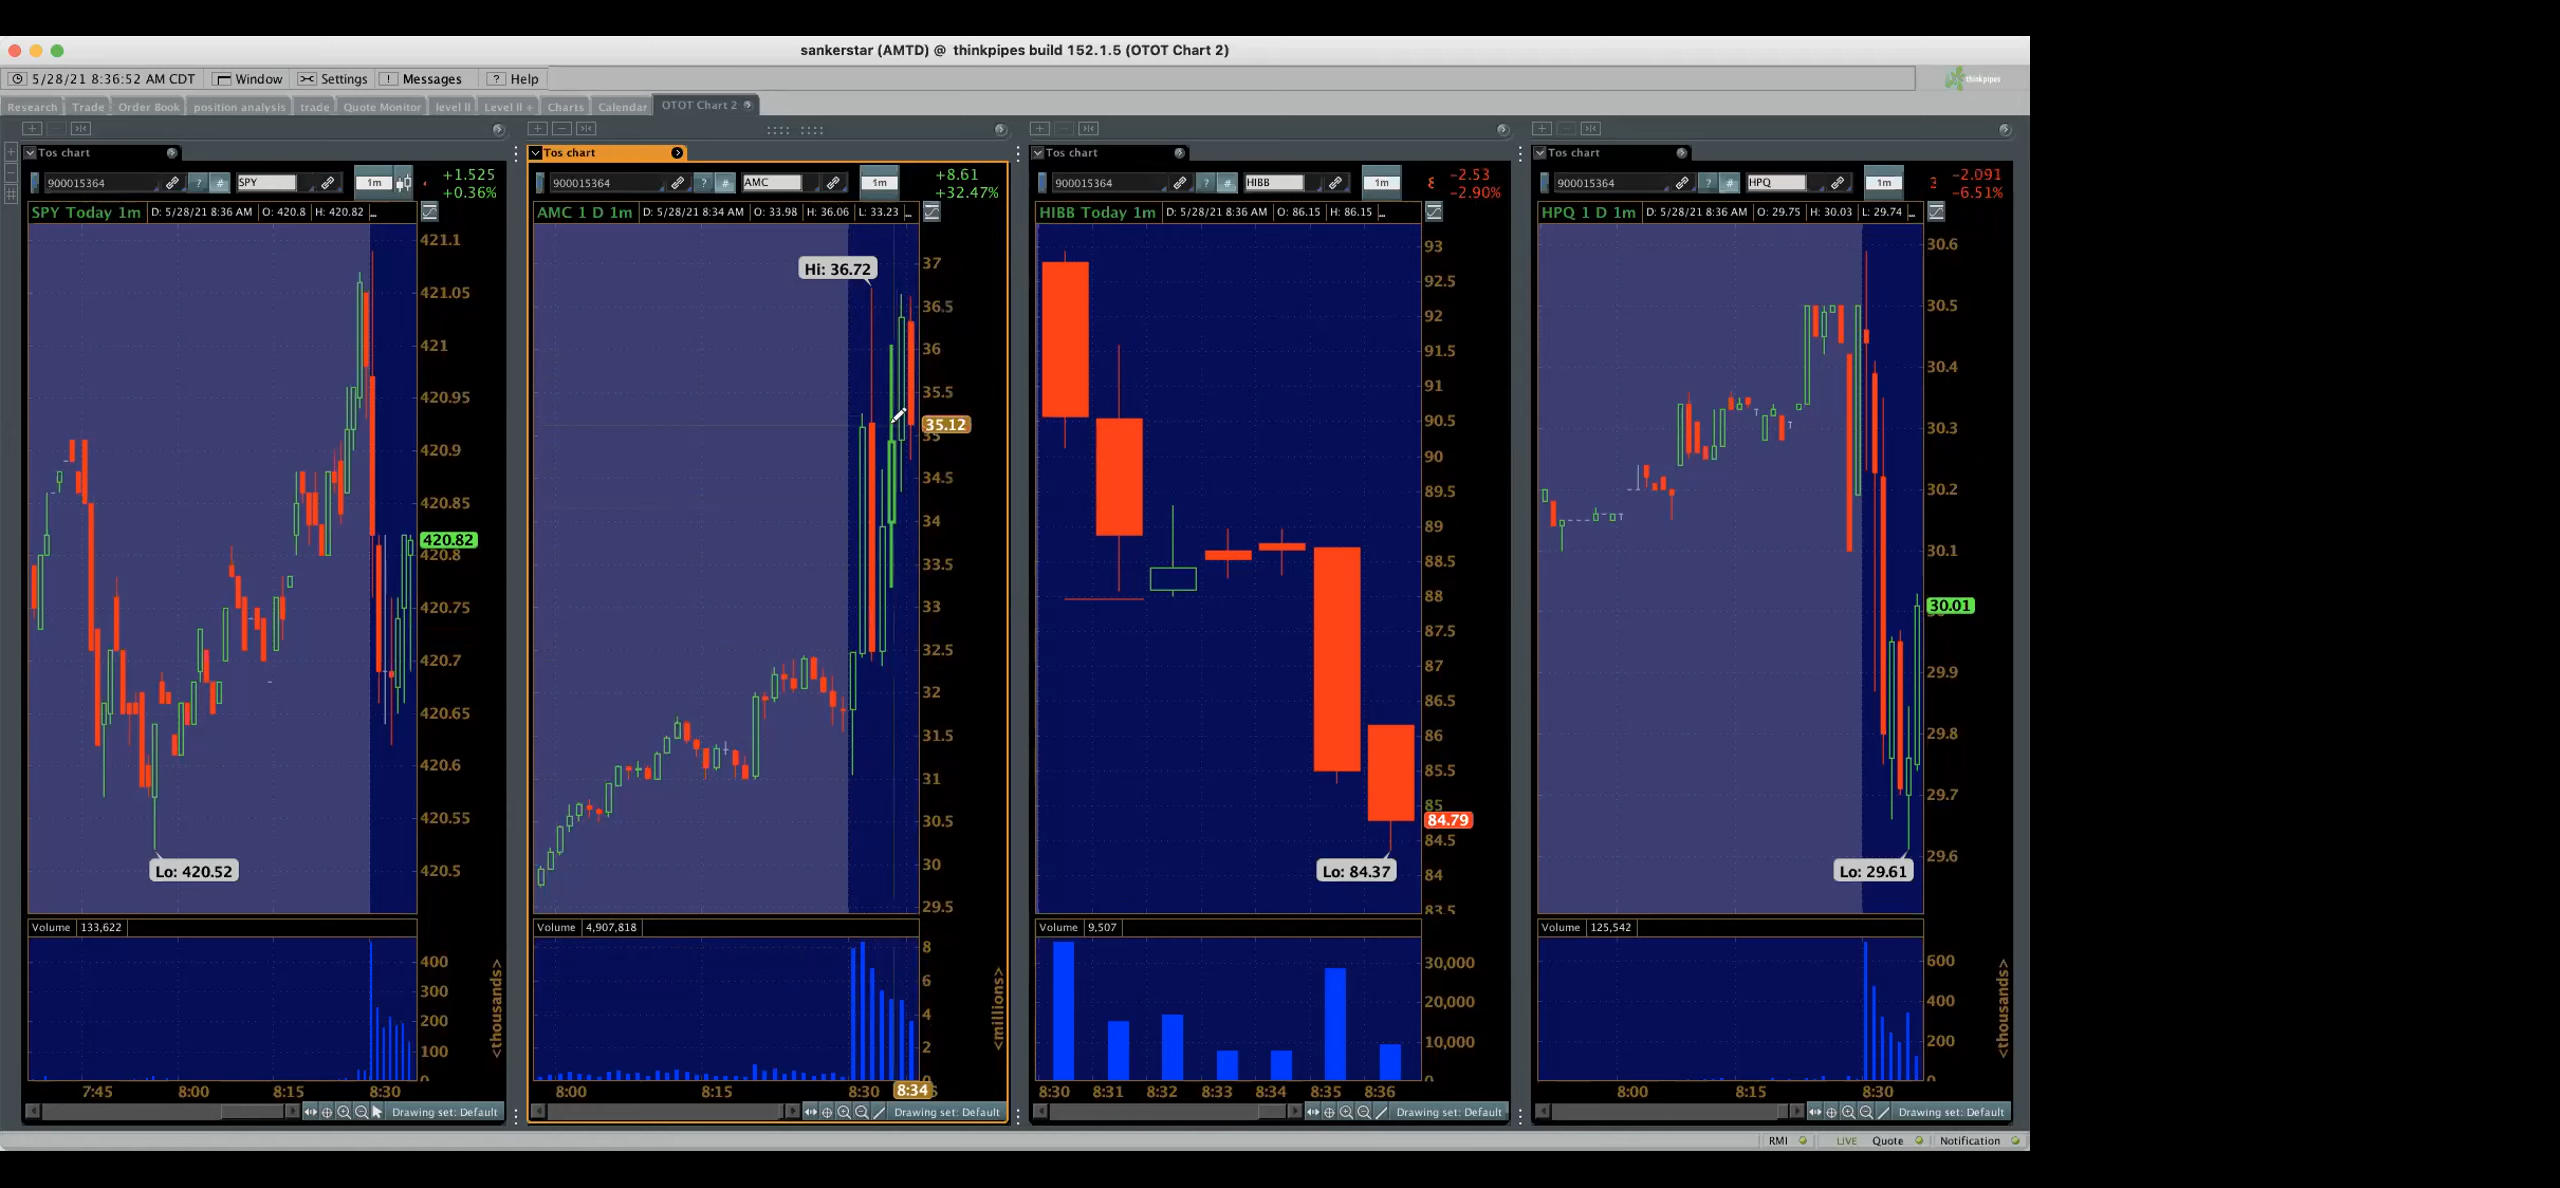 sankerstar (AMTD) @ thinkpipes build 152.1.5 (OTOT Chart 2)
5/28/21 8:36:52 AM CDT Window Settings ! Messages ? Help thinkpipes
Research Trade Order Book position analysis trade Quote Monitor level II Level II + Charts Calendar OTOT Chart 2
Tos chart
900015364 ? # SPY 1m +1.525
+0.36%
SPY Today 1m D: 5/28/21 8:36 AM O: 420.8 H: 420.82 ...
421.1
421.05
421
420.95
420.9
420.85
420.82
420.8
420.75
420.7
420.65
420.6
420.55
420.5
Lo: 420.52
Volume 133,622
400
300
200
100
0
<thousands>
7:45 8:00 8:15 8:30
Drawing set: Default
Tos chart
900015364 ? # AMC 1m +8.61
+32.47%
AMC 1 D 1m D: 5/28/21 8:34 AM O: 33.98 H: 36.06 L: 33.23 ...
Hi: 36.72
37
36.5
36
35.5
35.12
35
34.5
34
33.5
33
32.5
32
31.5
31
30.5
30
29.5
Volume 4,907,818
8
6
4
2
0
<millions>
8:00 8:15 8:30 8:34
Drawing set: Default
Tos chart
900015364 ? # HIBB 1m -2.53
-2.90%
HIBB Today 1m D: 5/28/21 8:36 AM O: 86.15 H: 86.15 ...
93
92.5
92
91.5
91
90.5
90
89.5
89
88.5
88
87.5
87
86.5
86
85.5
85
84.79
84.5
84
83.5
Lo: 84.37
Volume 9,507
30,000
20,000
10,000
0
8:30 8:31 8:32 8:33 8:34 8:35 8:36
Drawing set: Default
Tos chart
900015364 ? # HPQ 1m -2.091
-6.51%
HPQ 1 D 1m D: 5/28/21 8:36 AM O: 29.75 H: 30.03 L: 29.74 ...
30.6
30.5
30.4
30.3
30.2
30.1
30.01
29.9
29.8
29.7
29.6
Lo: 29.61
Volume 125,542
600
400
200
0
<thousands>
8:00 8:15 8:30
Drawing set: Default
RMI LIVE Quote Notification